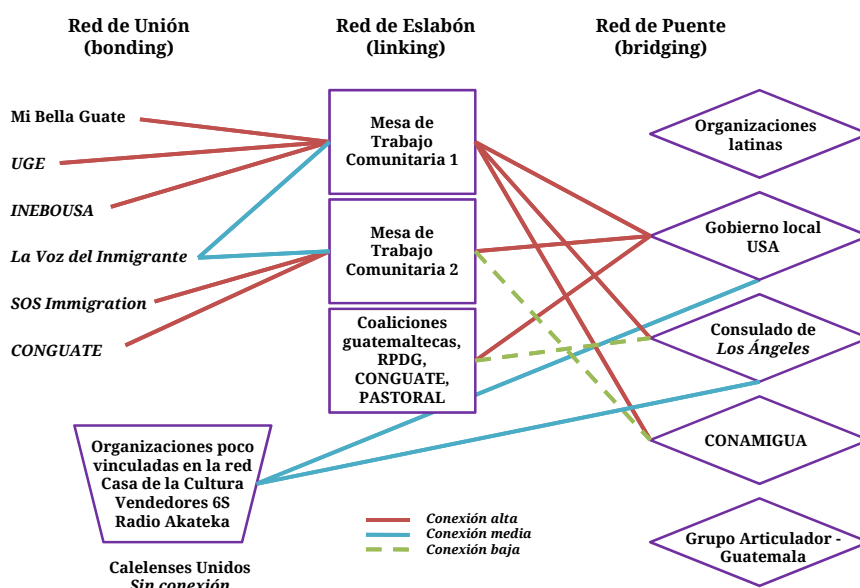 Red de Unión
(bonding)
Red de Eslabón
(linking)
Red de Puente
(bridging)
Mi Bella Guate
UGE
INEBOUSA
La Voz del Inmigrante
SOS Immigration
CONGUATE
Mesa de
Trabajo
Comunitaria 1
Mesa de
Trabajo
Comunitaria 2
Coaliciones
guatemaltecas,
RPDG,
CONGUATE,
PASTORAL
Organizaciones
latinas
Gobierno local
USA
Consulado de
Los Ángeles
CONAMIGUA
Grupo Articulador -
Guatemala
Organizaciones poco
vinculadas en la red
Casa de la Cultura
Vendedores 6S
Radio Akateka
Calelenses Unidos
Sin conexión
Conexión alta
Conexión media
Conexión baja